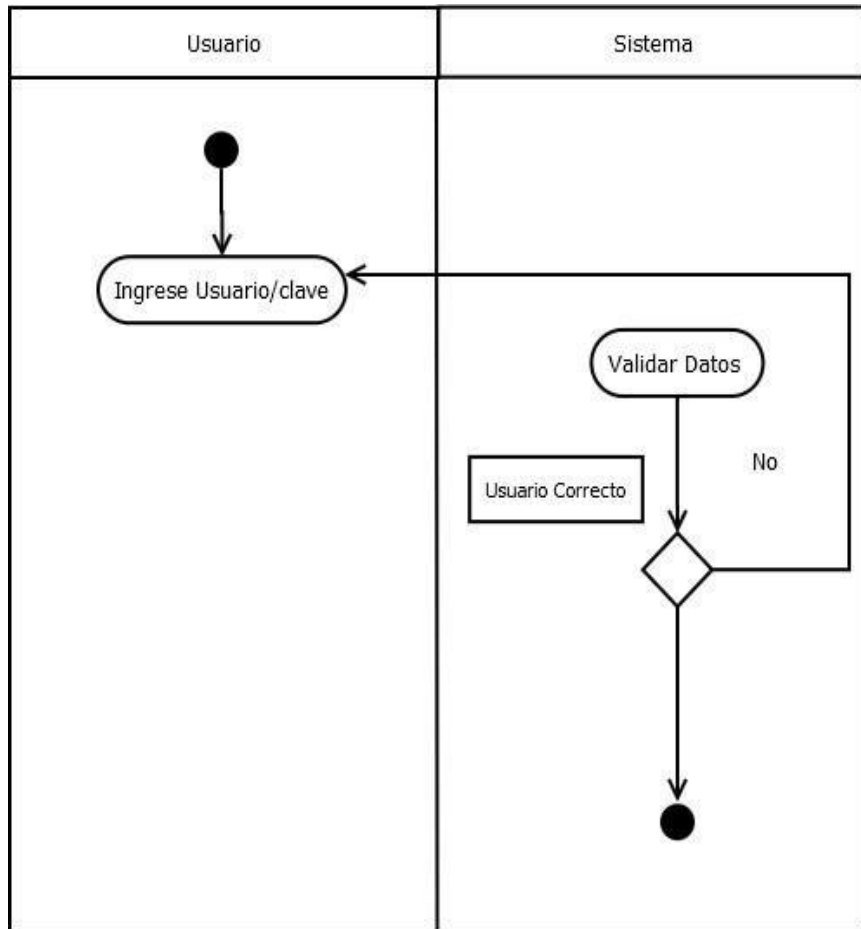 Usuario
Sistema
Ingrese Usuario/clave
Validar Datos
No
Usuario Correcto